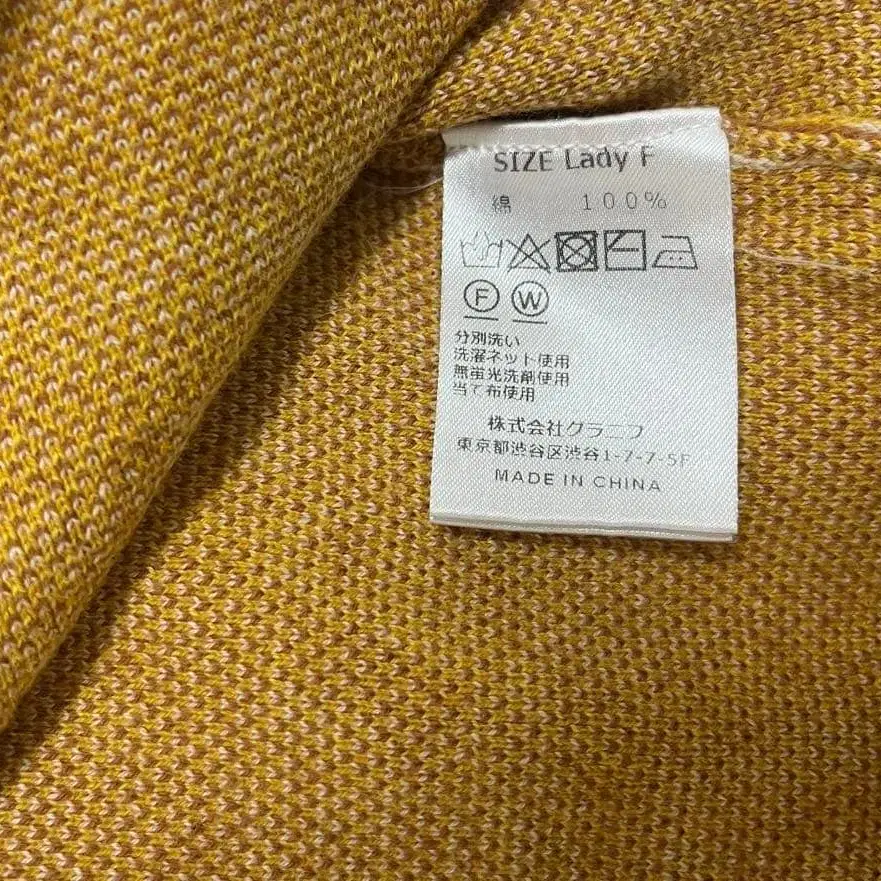 SIZE Lady F
綿 100%
F W
分別洗い
洗濯ネット使用
無蛍光洗剤使用
当て布使用
株式会社グラニフ
東京都渋谷区渋谷1-7-7-5F
MADE IN CHINA